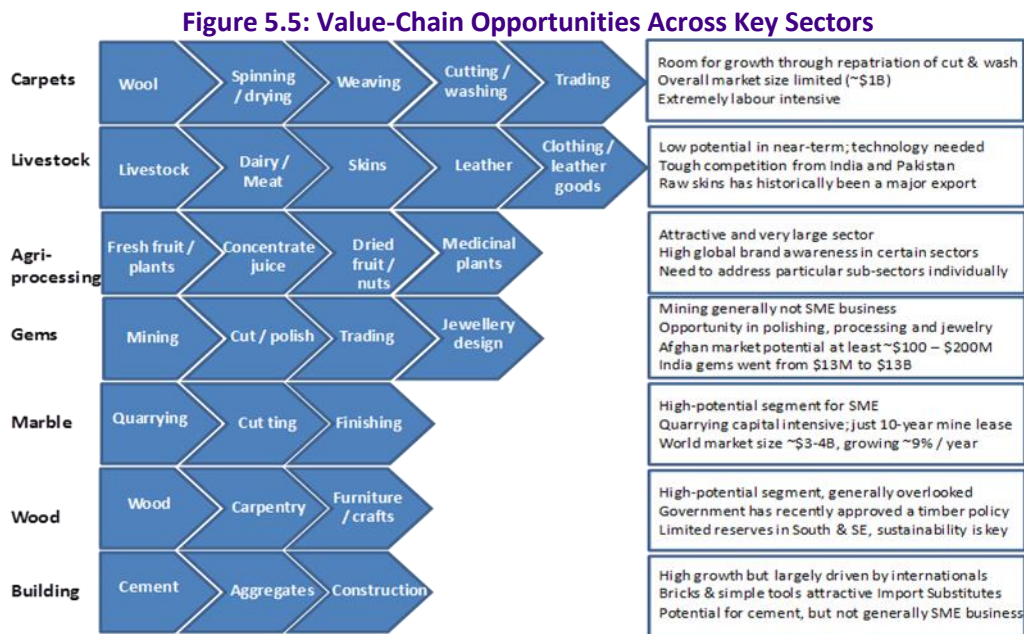 Figure 5.5: Value-Chain Opportunities Across Key Sectors
Carpets
Wool
Spinning
/ drying
Weaving
Cutting /
washing
Trading
Room for growth through repatriation of cut & wash
Overall market size limited (~$1B)
Extremely labour intensive
Livestock
Livestock
Dairy /
Meat
Skins
Leather
Clothing /
leather
goods
Low potential in near-term; technology needed
Tough competition from India and Pakistan
Raw skins has historically been a major export
Agri-
processing
Fresh fruit /
plants
Concentrate
juice
Dried
fruit /
nuts
Medicinal
plants
Attractive and very large sector
High global brand awareness in certain sectors
Need to address particular sub-sectors individually
Gems
Mining
Cut / polish
Trading
Jewellery
design
Mining generally not SME business
Opportunity in polishing, processing and jewelry
Afghan market potential at least ~$100 – $200M
India gems went from $13M to $13B
Marble
Quarrying
Cut ting
Finishing
High-potential segment for SME
Quarrying capital intensive; just 10-year mine lease
World market size ~$3-4B, growing ~9% / year
Wood
Wood
Carpentry
Furniture
/ crafts
High-potential segment, generally overlooked
Government has recently approved a timber policy
Limited reserves in South & SE, sustainability is key
Building
Cement
Aggregates
Construction
High growth but largely driven by internationals
Bricks & simple tools attractive Import Substitutes
Potential for cement, but not generally SME business